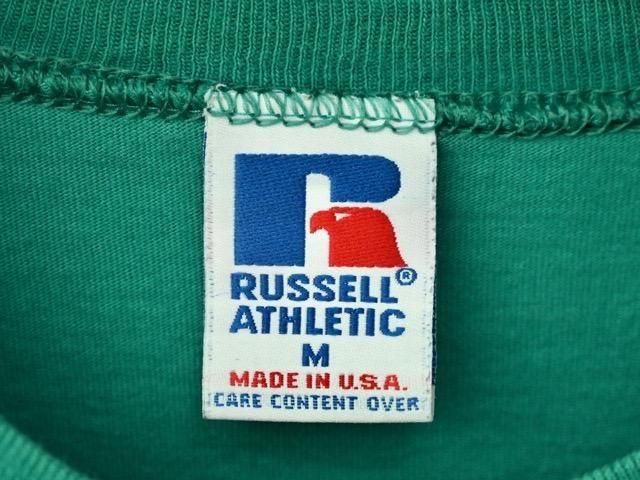 RUSSELL®
ATHLETIC
M
MADE IN U.S.A.
CARE CONTENT OVER